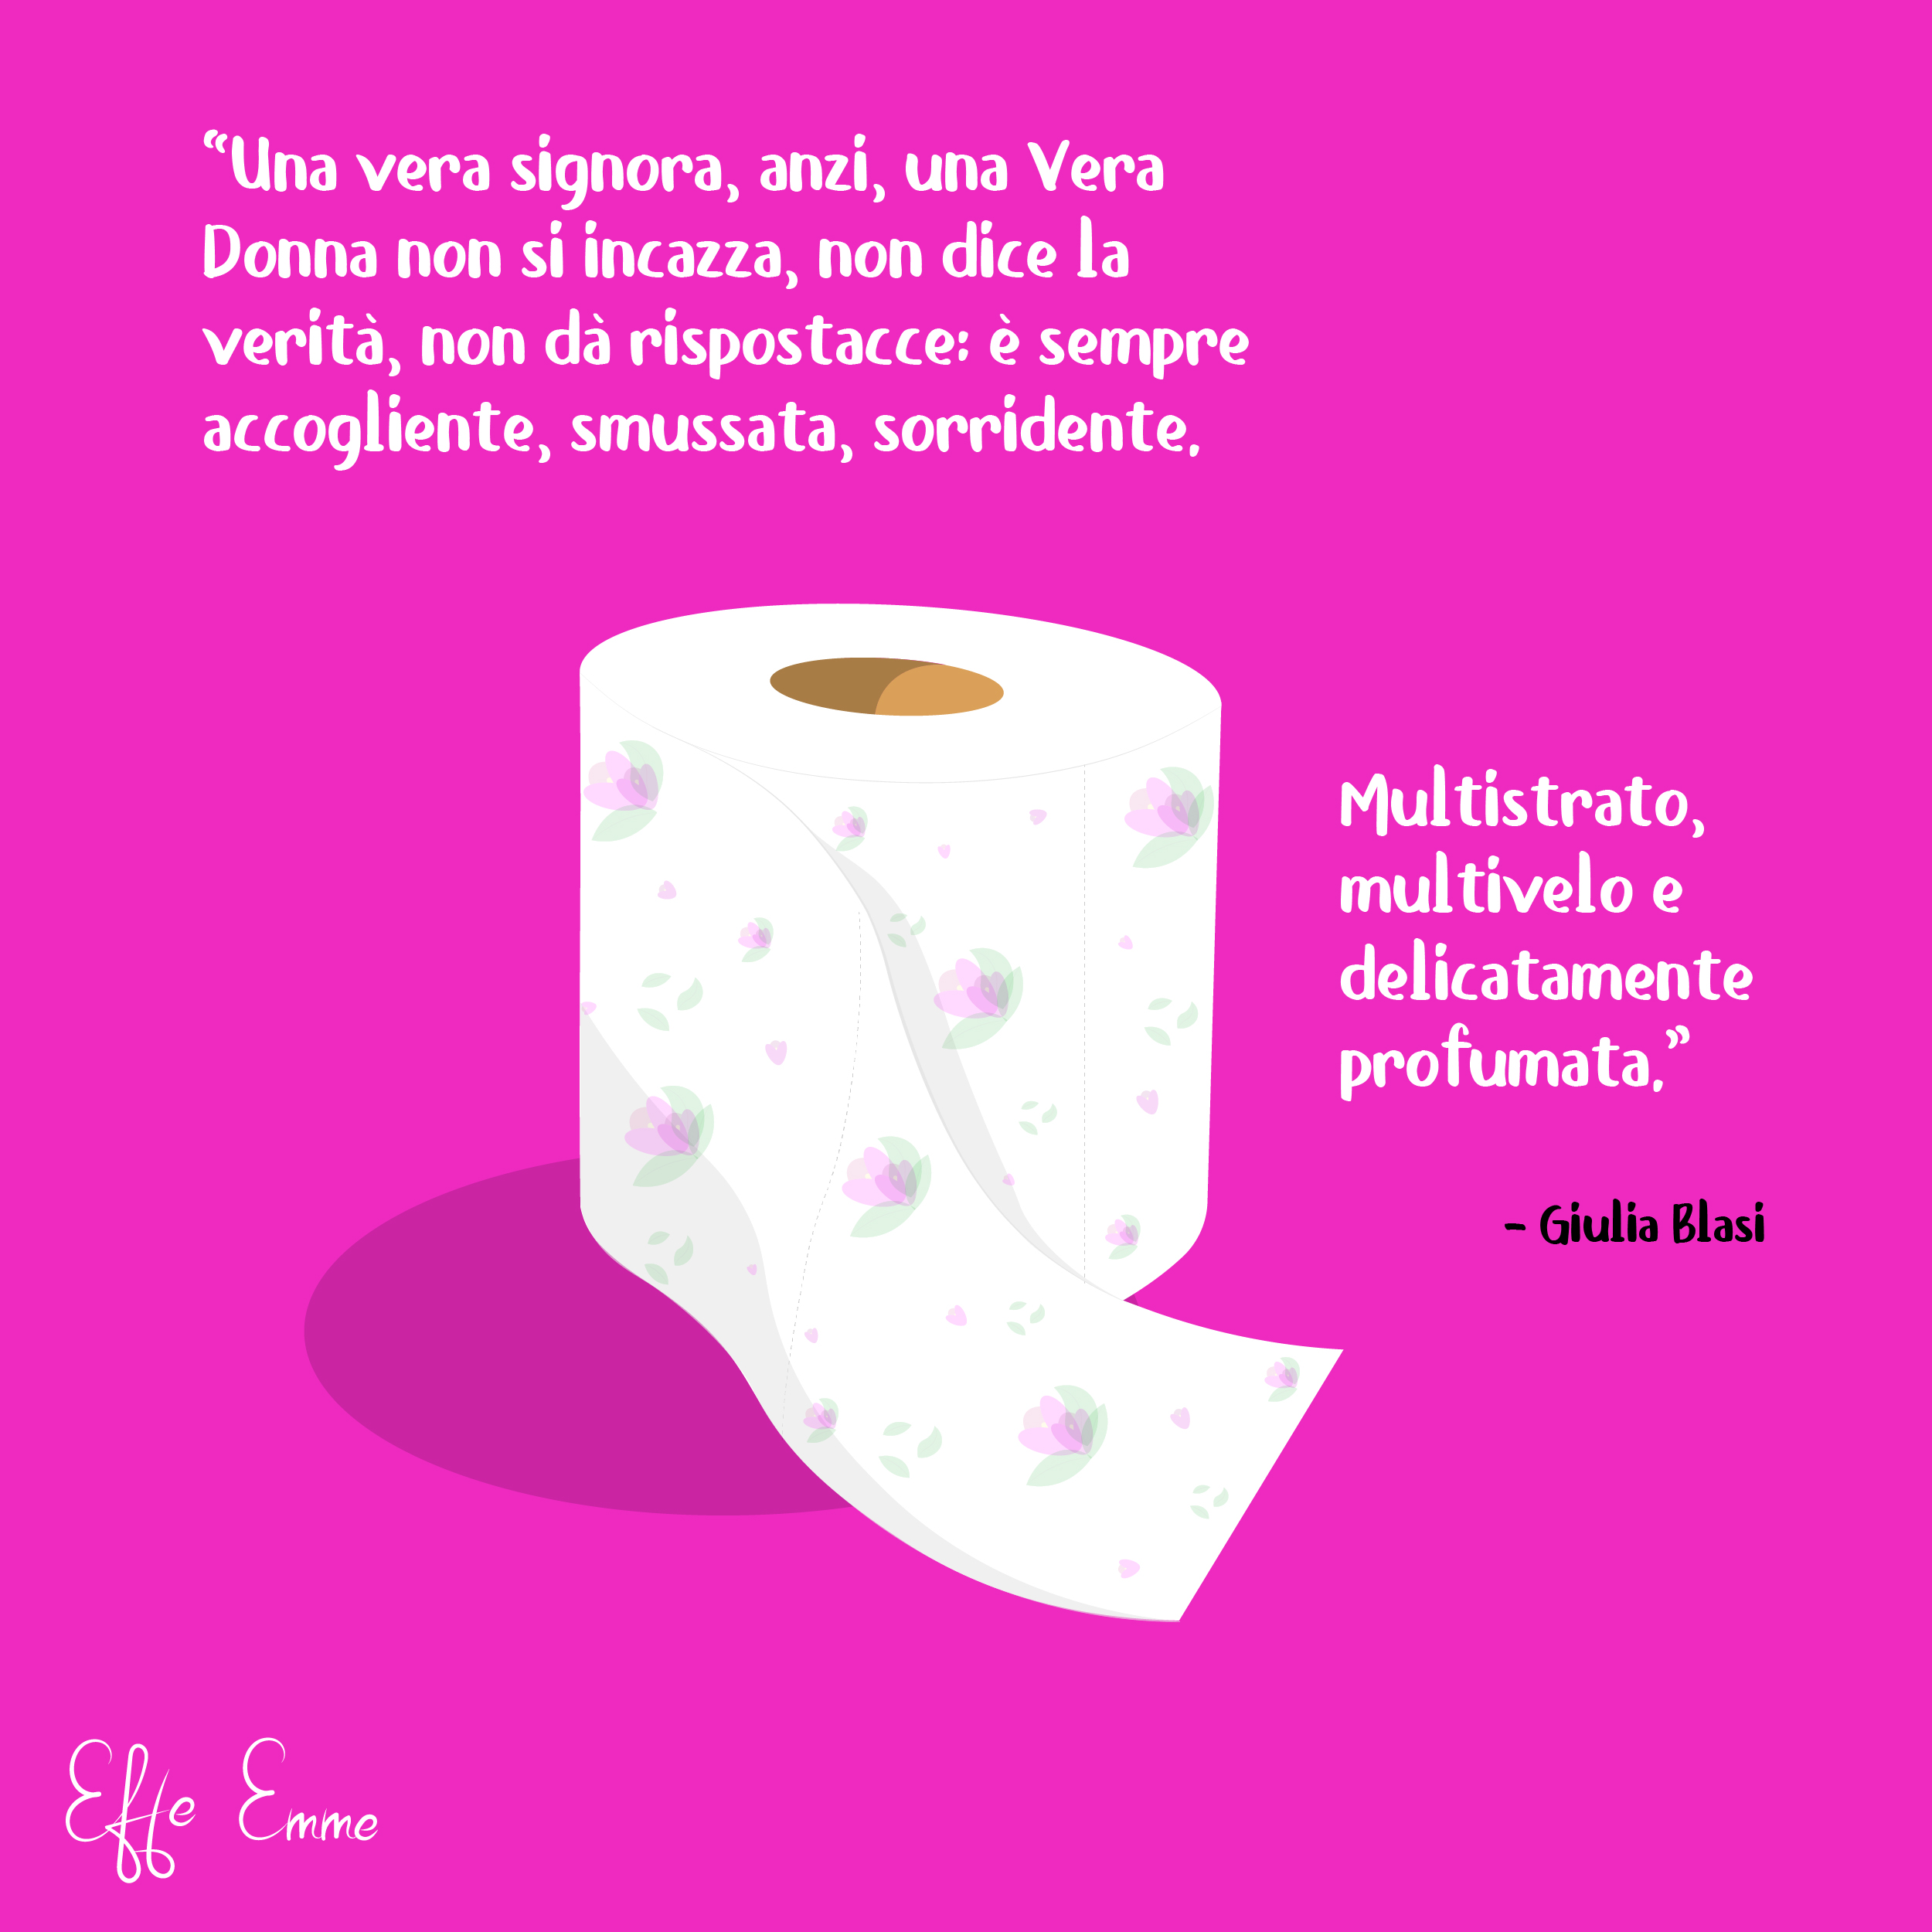 “Una vera signora, anzi, una Vera
Donna non si incazza, non dice la
verità, non dà rispostacce: è sempre
accogliente, smussata, sorridente,
Multistrato,
multivelo e
delicatamente
profumata.”
- Giulia Blasi
Effe Emme